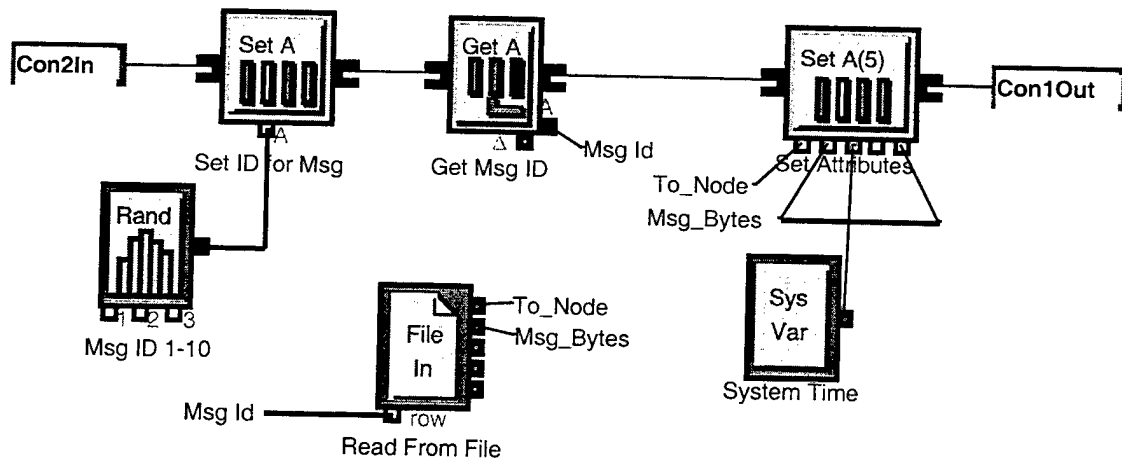 Con2In
Set A
A
Set ID for Msg
Get A
A
Δ
Get Msg ID
Msg Id
Set A(5)
Set Attributes
Con1Out
To_Node
Msg_Bytes
Rand
1 2 3
Msg ID 1-10
File
In
To_Node
Msg_Bytes
Msg Id
row
Read From File
Sys
Var
System Time